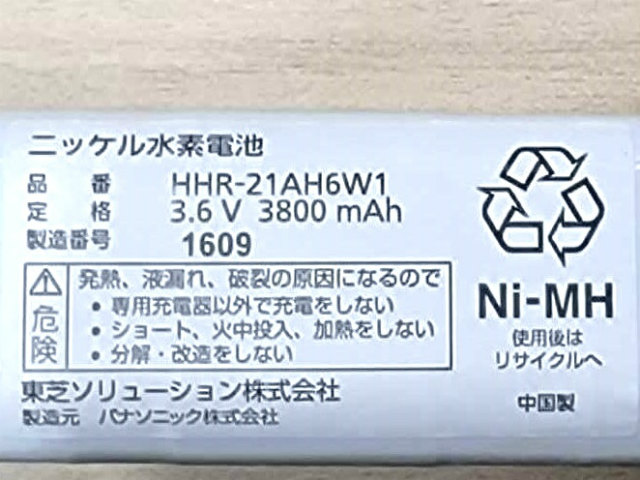 ニッケル水素電池
品 番 HHR-21AH6W1
定 格 3.6 V 3800 mAh
製造番号 1609
危険
発熱、液漏れ、破裂の原因になるので
• 専用充電器以外で充電をしない
• ショート、火中投入、加熱をしない
• 分解・改造をしない
東芝ソリューション株式会社
製造元 パナソニック株式会社
Ni-MH
使用後は
リサイクルへ
中国製